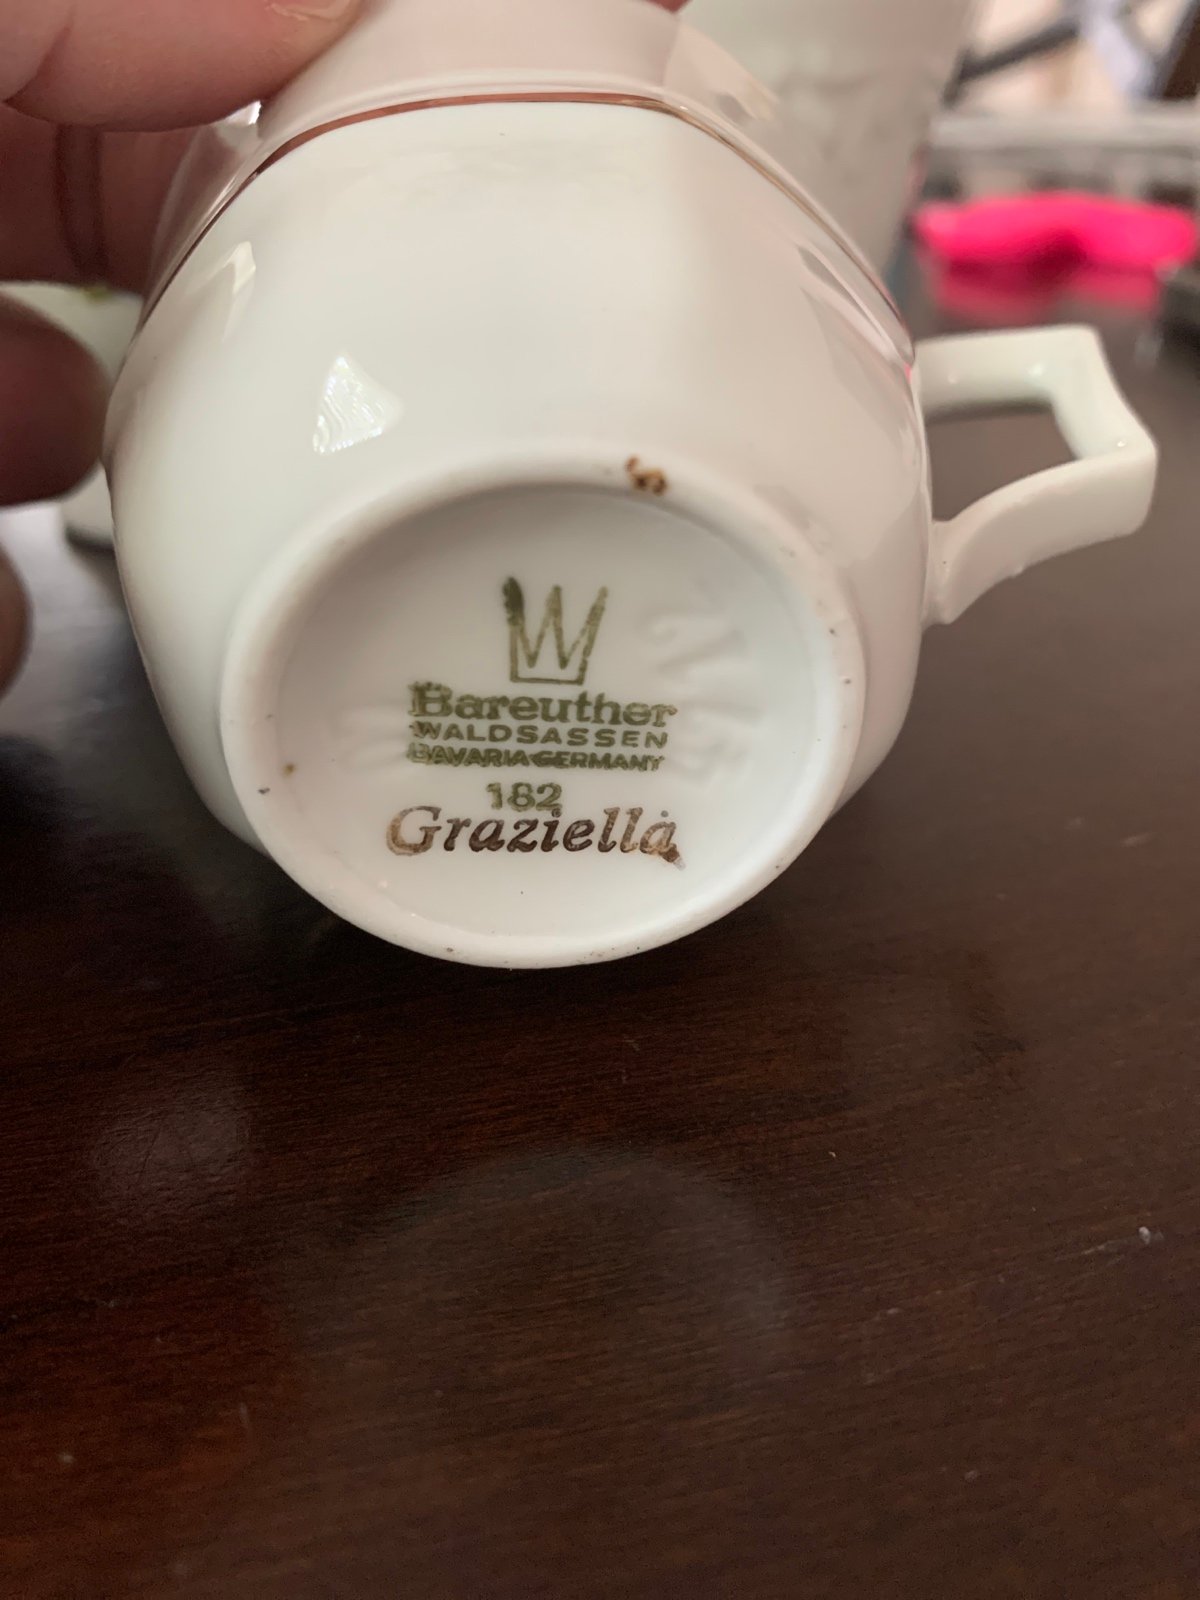 W
Bareuther
WALDSASSEN
BAVARIA GERMANY
182
Graziella